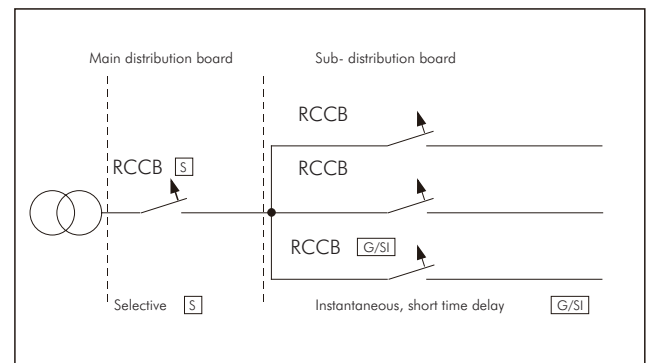 Main distribution board
Sub- distribution board
RCCB
RCCB S
RCCB
RCCB G/SI
Selective S
Instantaneous, short time delay G/SI